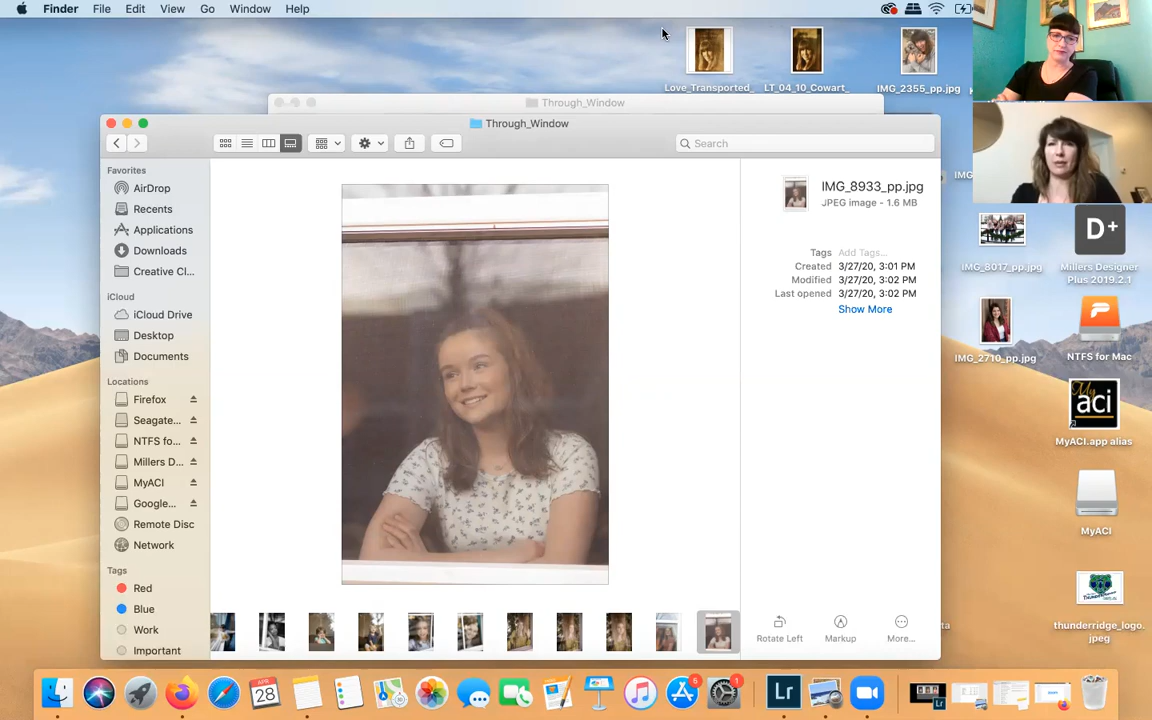 Finder File Edit View Go Window Help
Love_Transported_
LT_04_10_Cowart_
IMG_2355_pp.jpg
Through_Window
Through_Window
Search
Favorites
AirDrop
Recents
Applications
Downloads
Creative Cl...
iCloud
iCloud Drive
Desktop
Documents
Locations
Firefox
Seagate...
NTFS fo...
Millers D...
MyACI
Google...
Remote Disc
Network
Tags
Red
Blue
Work
Important
IMG_8933_pp.jpg
JPEG image - 1.6 MB
Tags Add Tags...
Created 3/27/20, 3:01 PM
Modified 3/27/20, 3:02 PM
Last opened 3/27/20, 3:02 PM
Show More
Rotate Left
Markup
More...
IMG_8017_pp.jpg
D+
Millers Designer
Plus 2019.2.1
IMG_2710_pp.jpg
NTFS for Mac
My
aci
MyACI.app alias
MyACI
thunderridge_logo.
jpeg
APR
28
5
1
Lr